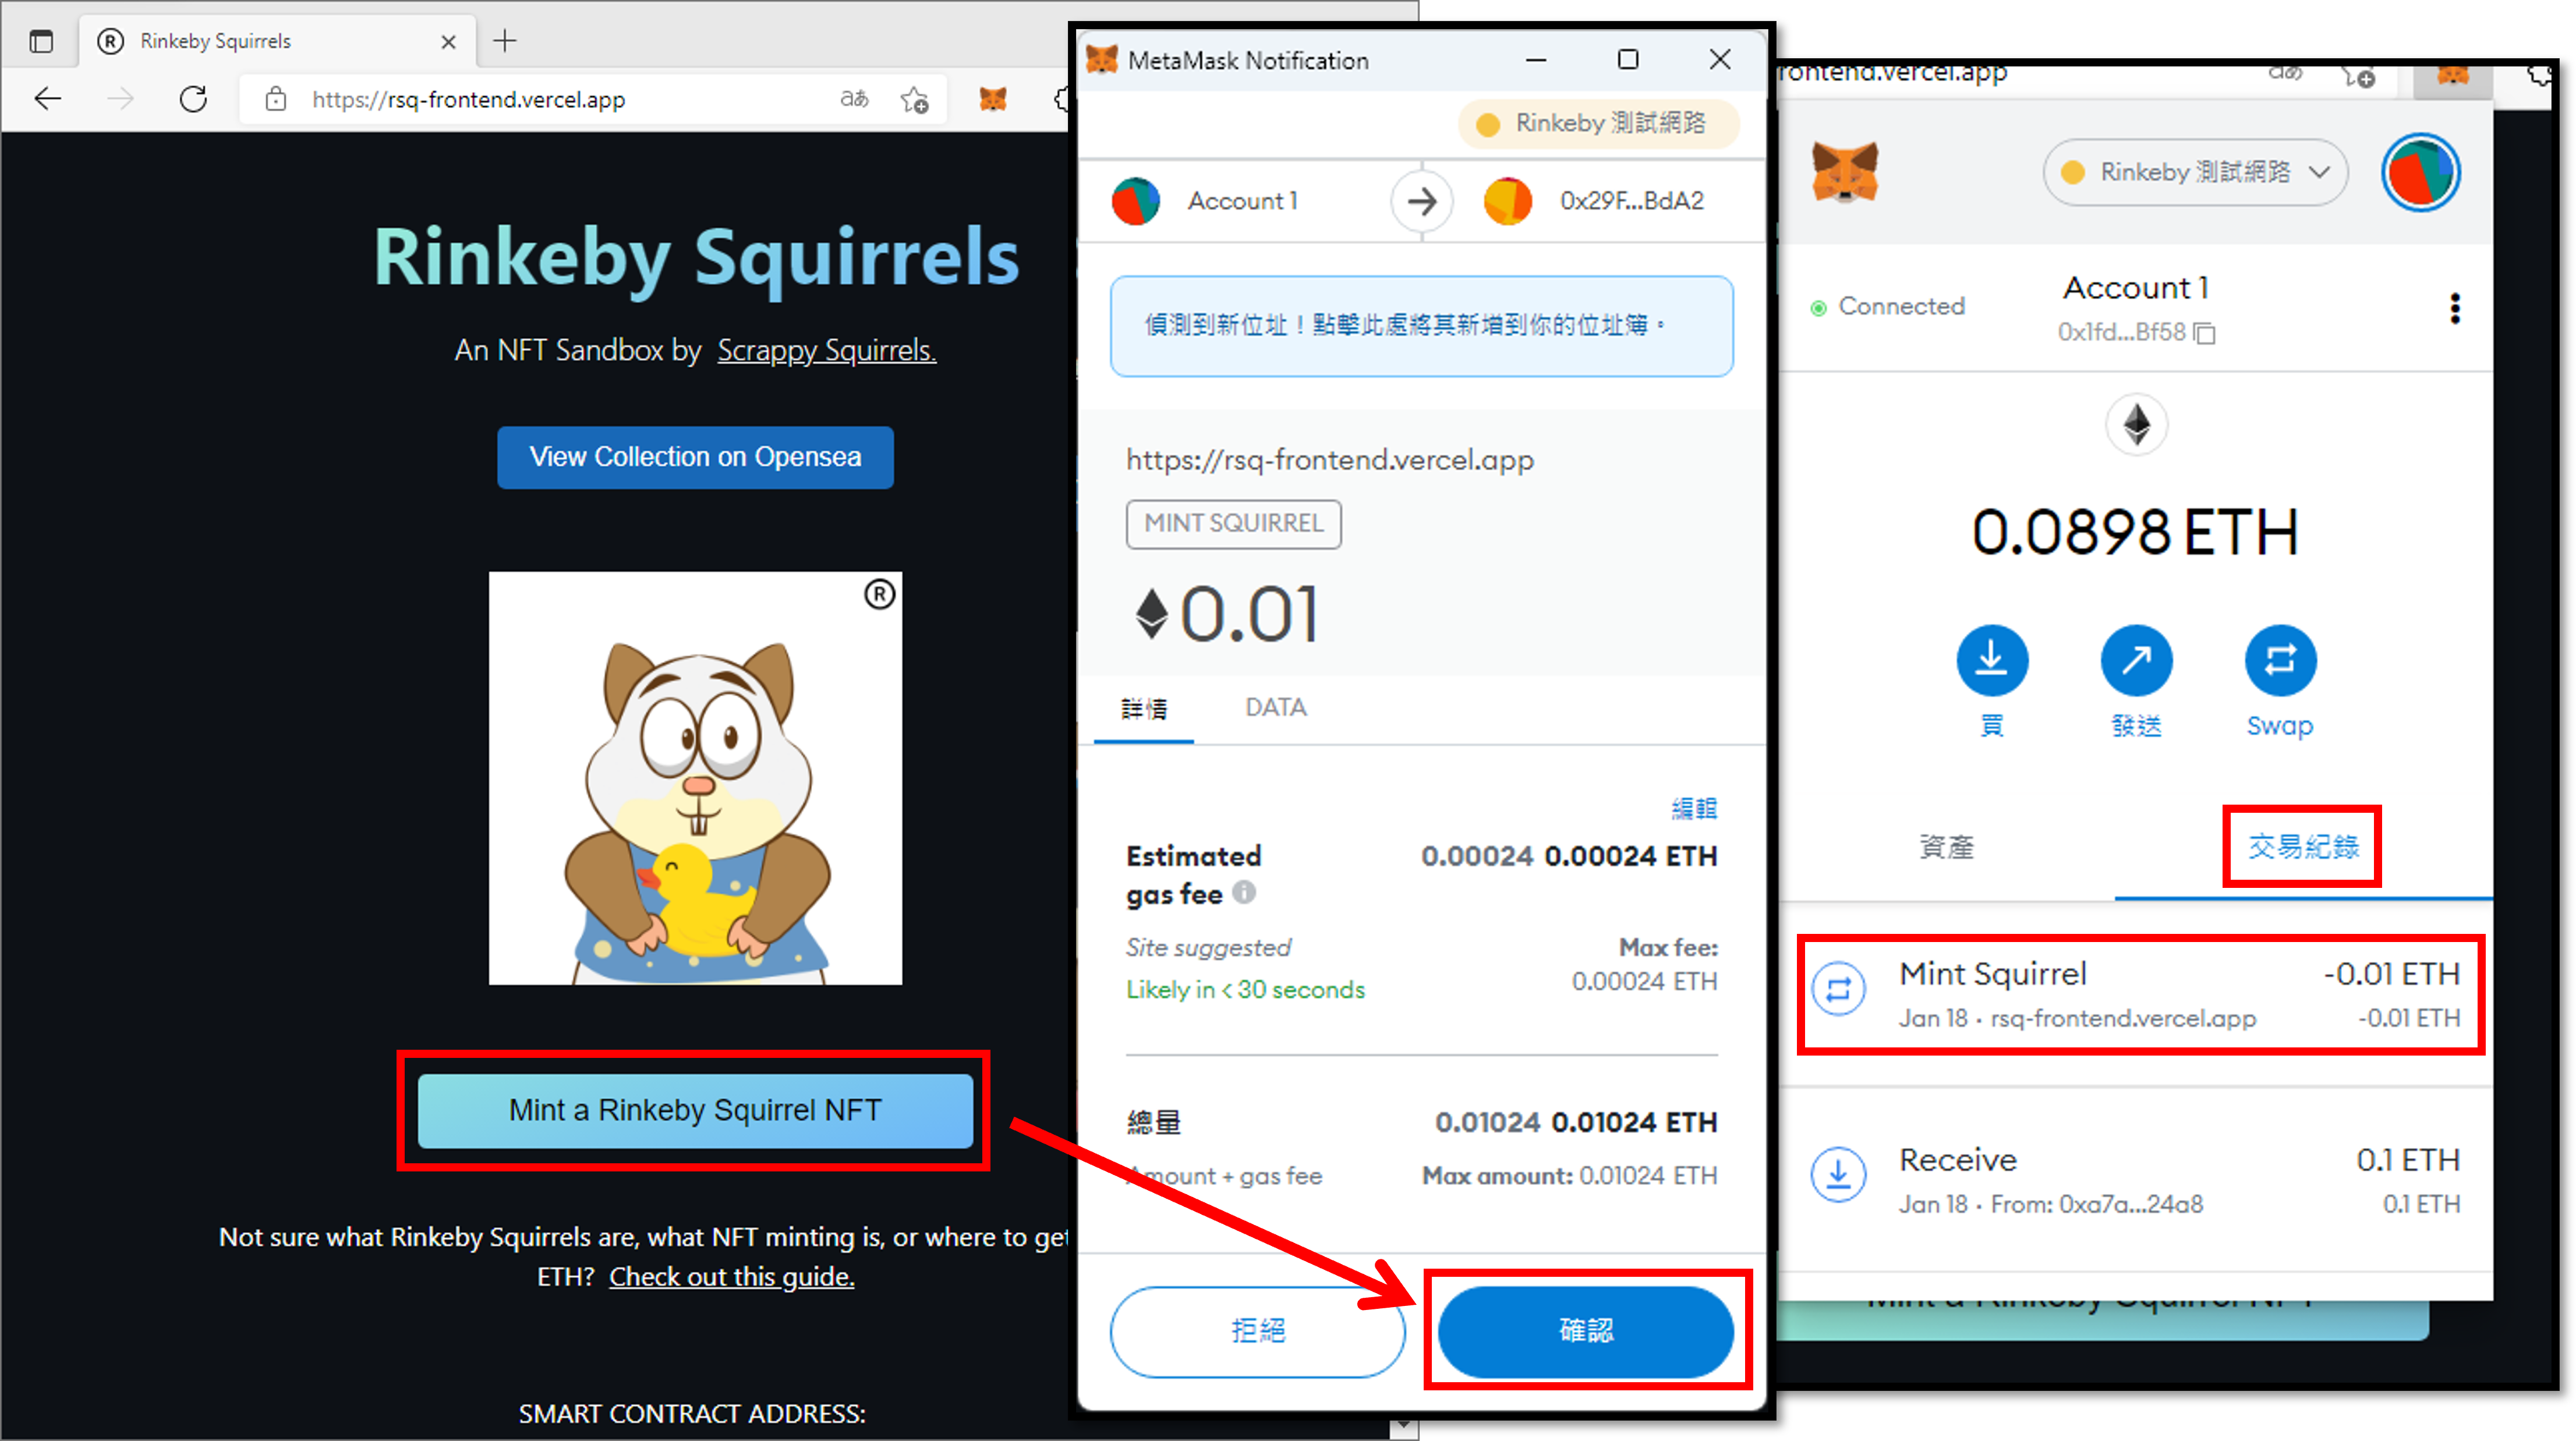 Rinkeby Squirrels
https://rsq-frontend.vercel.app
aあ
Rinkeby Squirrels
An NFT Sandbox by Scrappy Squirrels.
View Collection on Opensea
R
Mint a Rinkeby Squirrel NFT
Not sure what Rinkeby Squirrels are, what NFT minting is, or where to get
ETH? Check out this guide.
SMART CONTRACT ADDRESS:
MetaMask Notification
Rinkeby 測試網路
Account 1
0x29F...BdA2
偵測到新位址！點擊此處將其新增到你的位址簿。
https://rsq-frontend.vercel.app
MINT SQUIRREL
0.01
詳情 DATA
編輯
Estimated
gas fee
0.00024 0.00024 ETH
Site suggested
Max fee:
Likely in < 30 seconds
0.00024 ETH
總量
0.01024 0.01024 ETH
Amount + gas fee
Max amount: 0.01024 ETH
拒絕
確認
rontend.vercel.app
aあ
Rinkeby 測試網路
Connected
Account 1
0x1fd...Bf58
0.0898 ETH
買
發送
Swap
資產
交易紀錄
Mint Squirrel
-0.01 ETH
Jan 18 · rsq-frontend.vercel.app
-0.01 ETH
Receive
0.1 ETH
Jan 18 · From: 0xa7a...24a8
0.1 ETH
Mint a Rinkeby Squirrel NFT